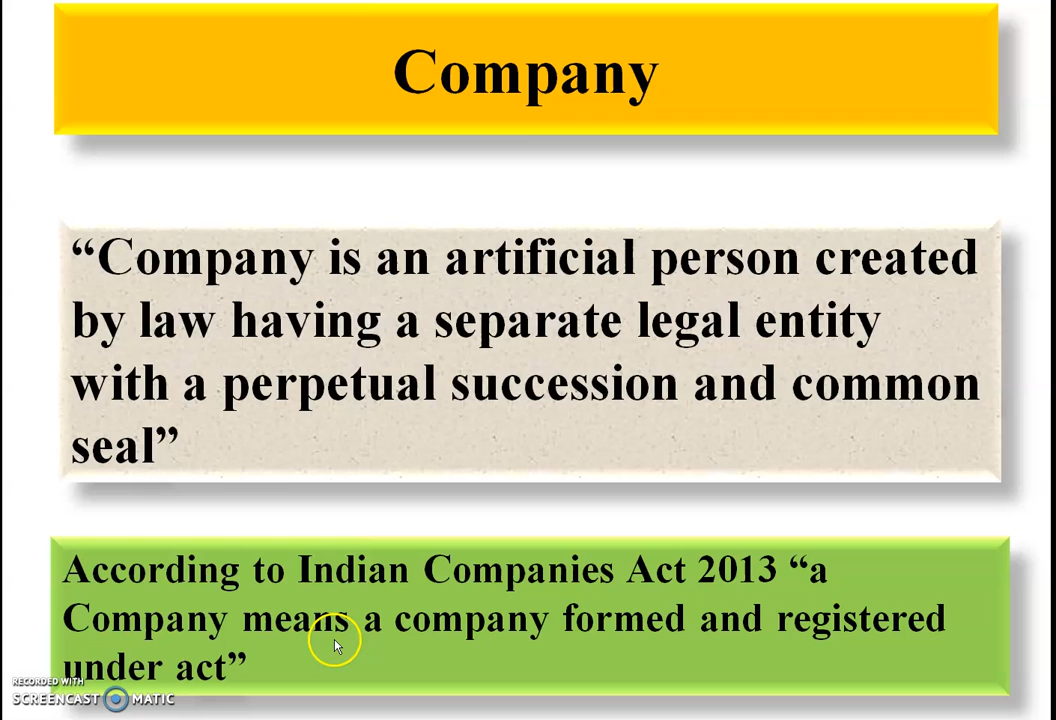 Company
“Company is an artificial person created
by law having a separate legal entity
with a perpetual succession and common
seal”
According to Indian Companies Act 2013 “a
Company means a company formed and registered
under act”
RECORDED WITH
SCREENCAST MATIC